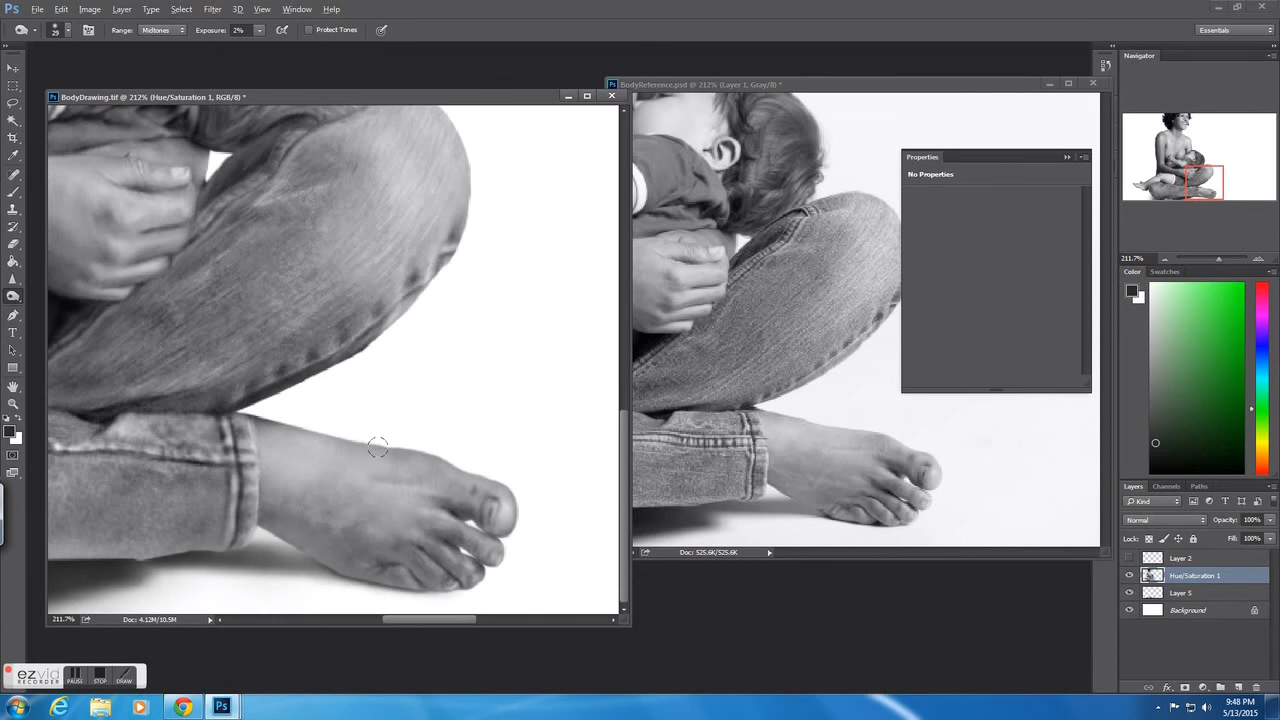 Ps File Edit Image Layer Type Select Filter 3D View Window Help
29 Range: Midtones Exposure: 2% Protect Tones Essentials
Navigator
BodyReference.psd @ 212% (Layer 1, Gray/8) *
BodyDrawing.tif @ 212% (Hue/Saturation 1, RGB/8) *
Properties
No Properties
211.7%
Color Swatches
Layers Channels Paths
Kind
Normal Opacity: 100%
Lock: Fill: 100%
Doc: 525.6K/525.6K
Layer 2
Hue/Saturation 1
Layer 5
Background
211.7% Doc: 4.12M/10.5M
ezvid
RECORDER
PAUSE STOP DRAW
Ps
9:48 PM
5/13/2015